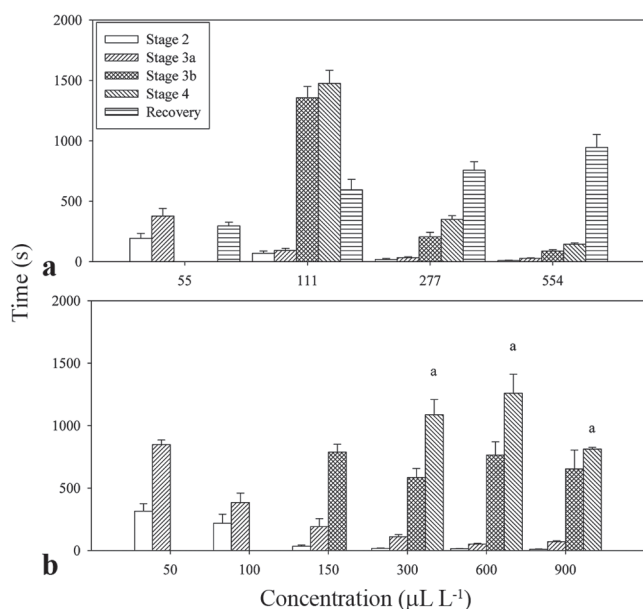 2000
Stage 2
Stage 3a
Stage 3b
Stage 4
Recovery
1500
1000
500
0
a
55 111 277 554
Time (s)
2000
1500
1000
500
0
a a a
b
50 100 150 300 600 900
Concentration (µL L⁻¹)